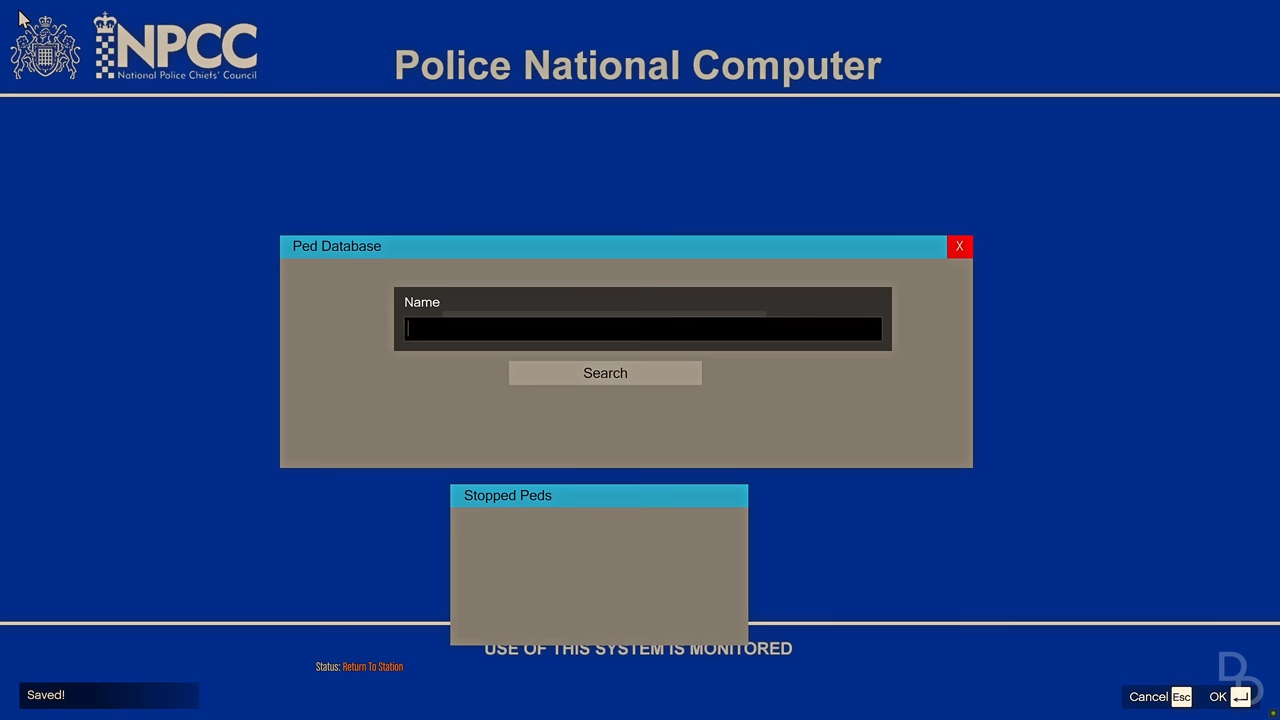 NPCC
National Police Chiefs' Council
Police National Computer
Ped Database
X
Name
Search
Stopped Peds
USE OF THIS SYSTEM IS MONITORED
Status: Return To Station
Saved!
Cancel Esc
OK
DD